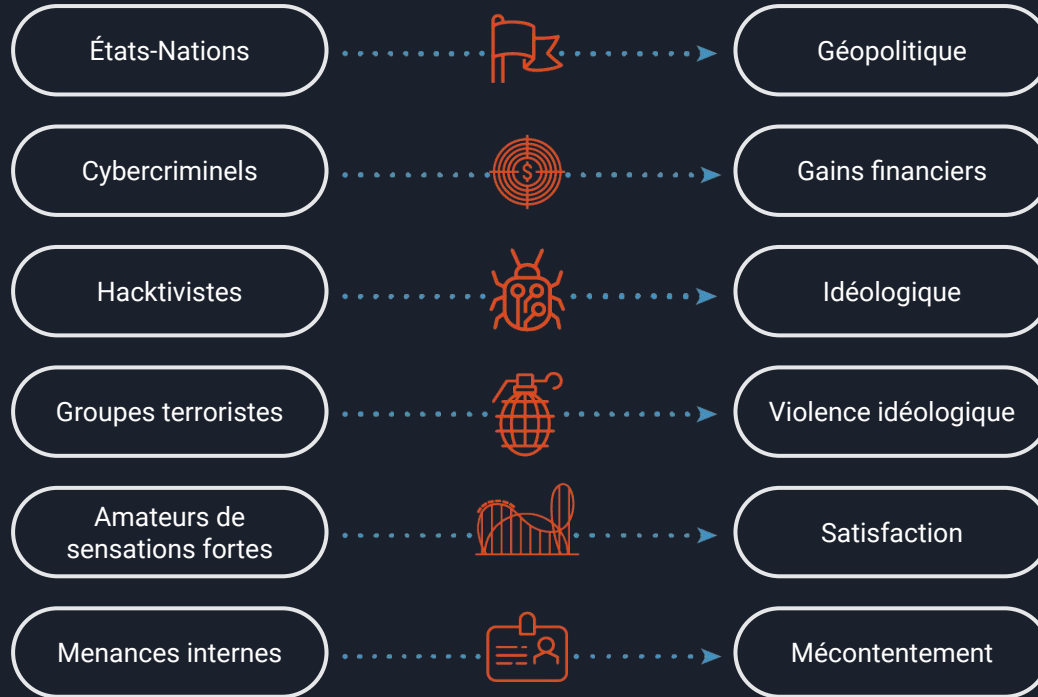 États-Nations
Géopolitique
Cybercriminels
$
Gains financiers
Hacktivistes
Idéologique
Groupes terroristes
Violence idéologique
Amateurs de
sensations fortes
Satisfaction
Menances internes
Mécontentement